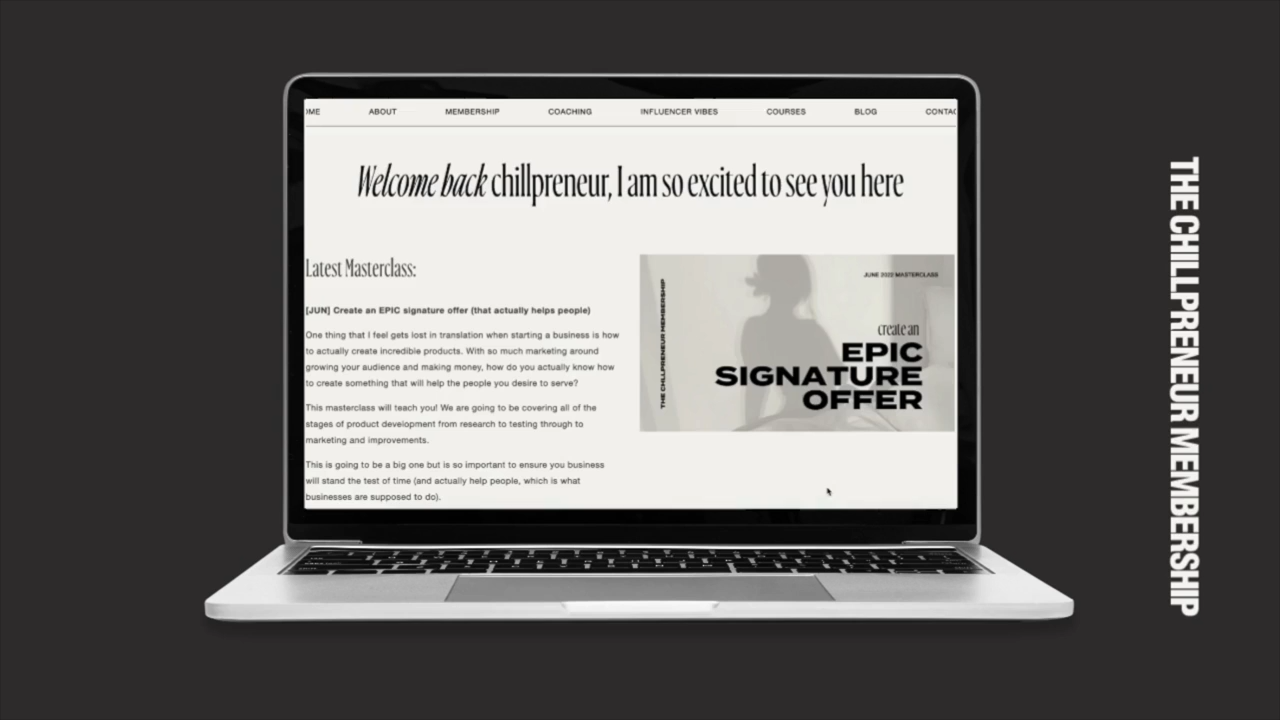 OME ABOUT MEMBERSHIP COACHING INFLUENCER VIBES COURSES BLOG CONTAC
Welcome back chillpreneur, I am so excited to see you here
Latest Masterclass:
[JUN] Create an EPIC signature offer (that actually helps people)
One thing that I feel gets lost in translation when starting a business is how
to actually create incredible products. With so much marketing around
growing your audience and making money, how do you actually know how
to create something that will help the people you desire to serve?
This masterclass will teach you! We are going to be covering all of the
stages of product development from research to testing through to
marketing and improvements.
This is going to be a big one but is so important to ensure you business
will stand the test of time (and actually help people, which is what
businesses are supposed to do).
THE CHILLPRENEUR MEMBERSHIP
JUNE 2022 MASTERCLASS
create an
EPIC
SIGNATURE
OFFER
THE CHILLPRENEUR MEMBERSHIP